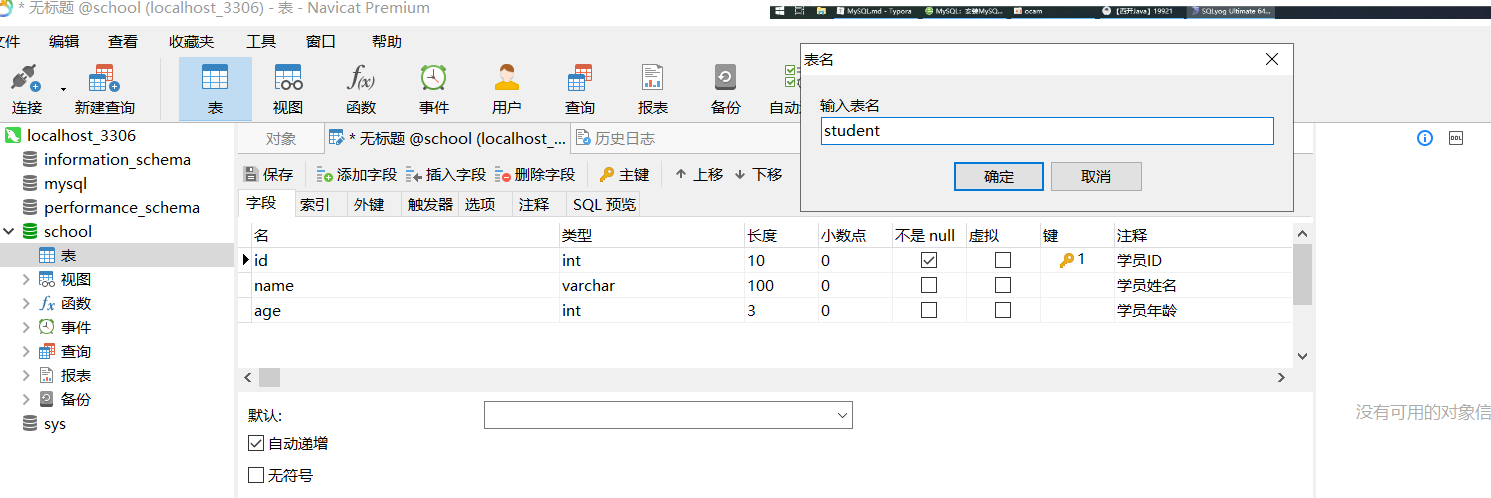 * 无标题 @school (localhost_3306) - 表 - Navicat Premium
MySQL.md - Typora
MySQL：安装MySQ...
ocam
【西开Java】19921
SQLyog Ultimate 64...
文件 编辑 查看 收藏夹 工具 窗口 帮助
连接 新建查询 表 视图 f(x) 函数 事件 用户 查询 报表 备份 自动
表名
输入表名
student
确定 取消
localhost_3306
information_schema
mysql
performance_schema
school
表
视图
fx 函数
事件
查询
报表
备份
sys
对象 * 无标题 @school (localhost_... 历史日志
DDL
保存 添加字段 插入字段 删除字段 主键 上移 下移
字段 索引 外键 触发器 选项 注释 SQL 预览
名 类型 长度 小数点 不是 null 虚拟 键 注释
id int 10 0 1 学员ID
name varchar 100 0 学员姓名
age int 3 0 学员年龄
默认:
自动递增
无符号
没有可用的对象信